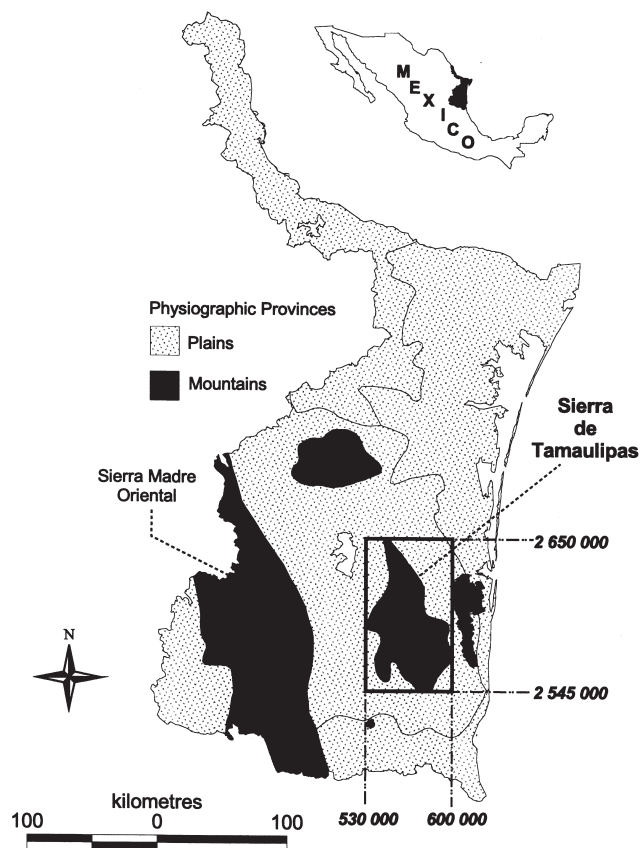 MEXICO
Physiographic Provinces
Plains
Mountains
Sierra
de
Tamaulipas
Sierra Madre
Oriental
2 650 000
N
2 545 000
kilometres
100 0 100
530 000 600 000